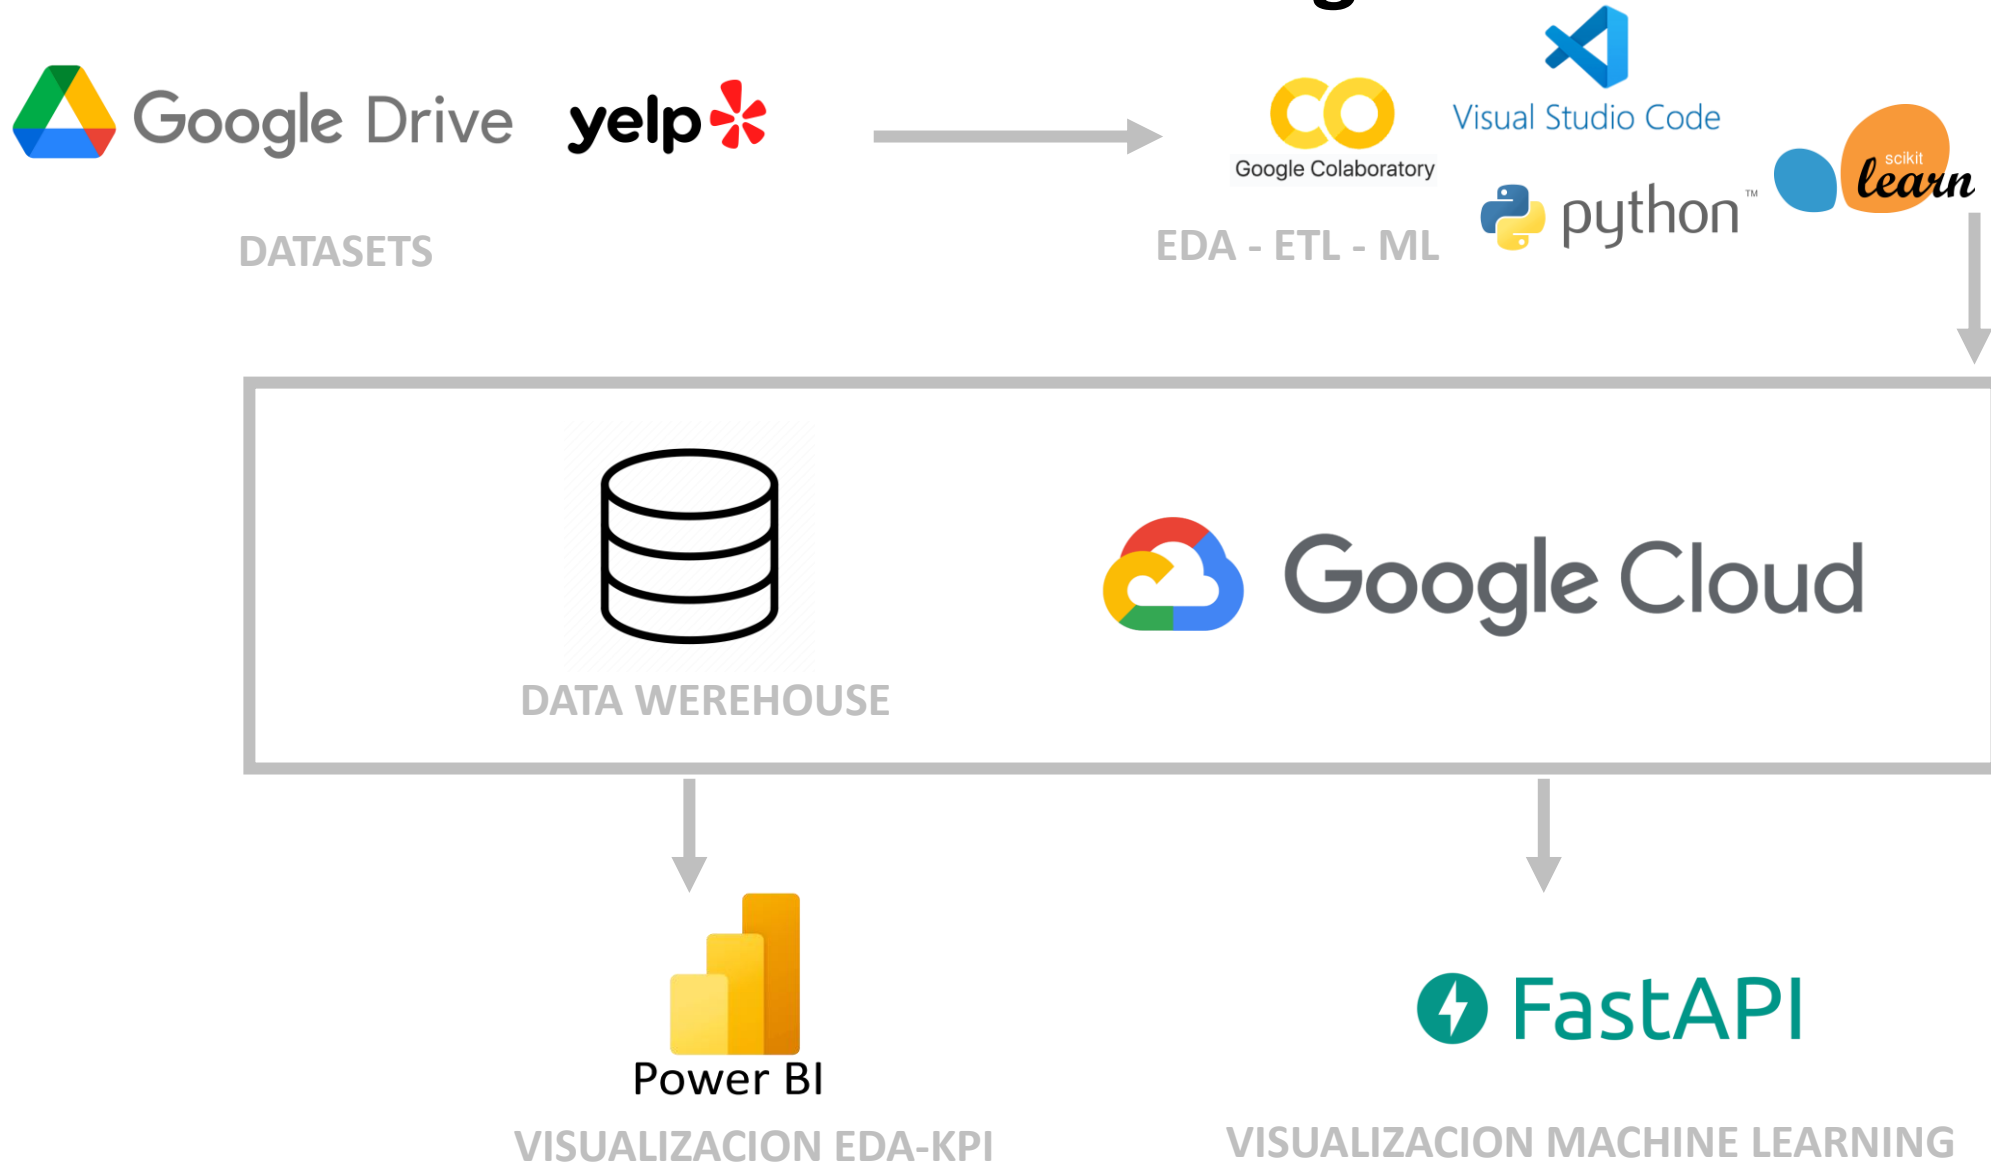 Google Drive
yelp
DATASETS
Google Colaboratory
Visual Studio Code
python™
scikit
learn
EDA - ETL - ML
DATA WEREHOUSE
Google Cloud
Power BI
VISUALIZACION EDA-KPI
FastAPI
VISUALIZACION MACHINE LEARNING